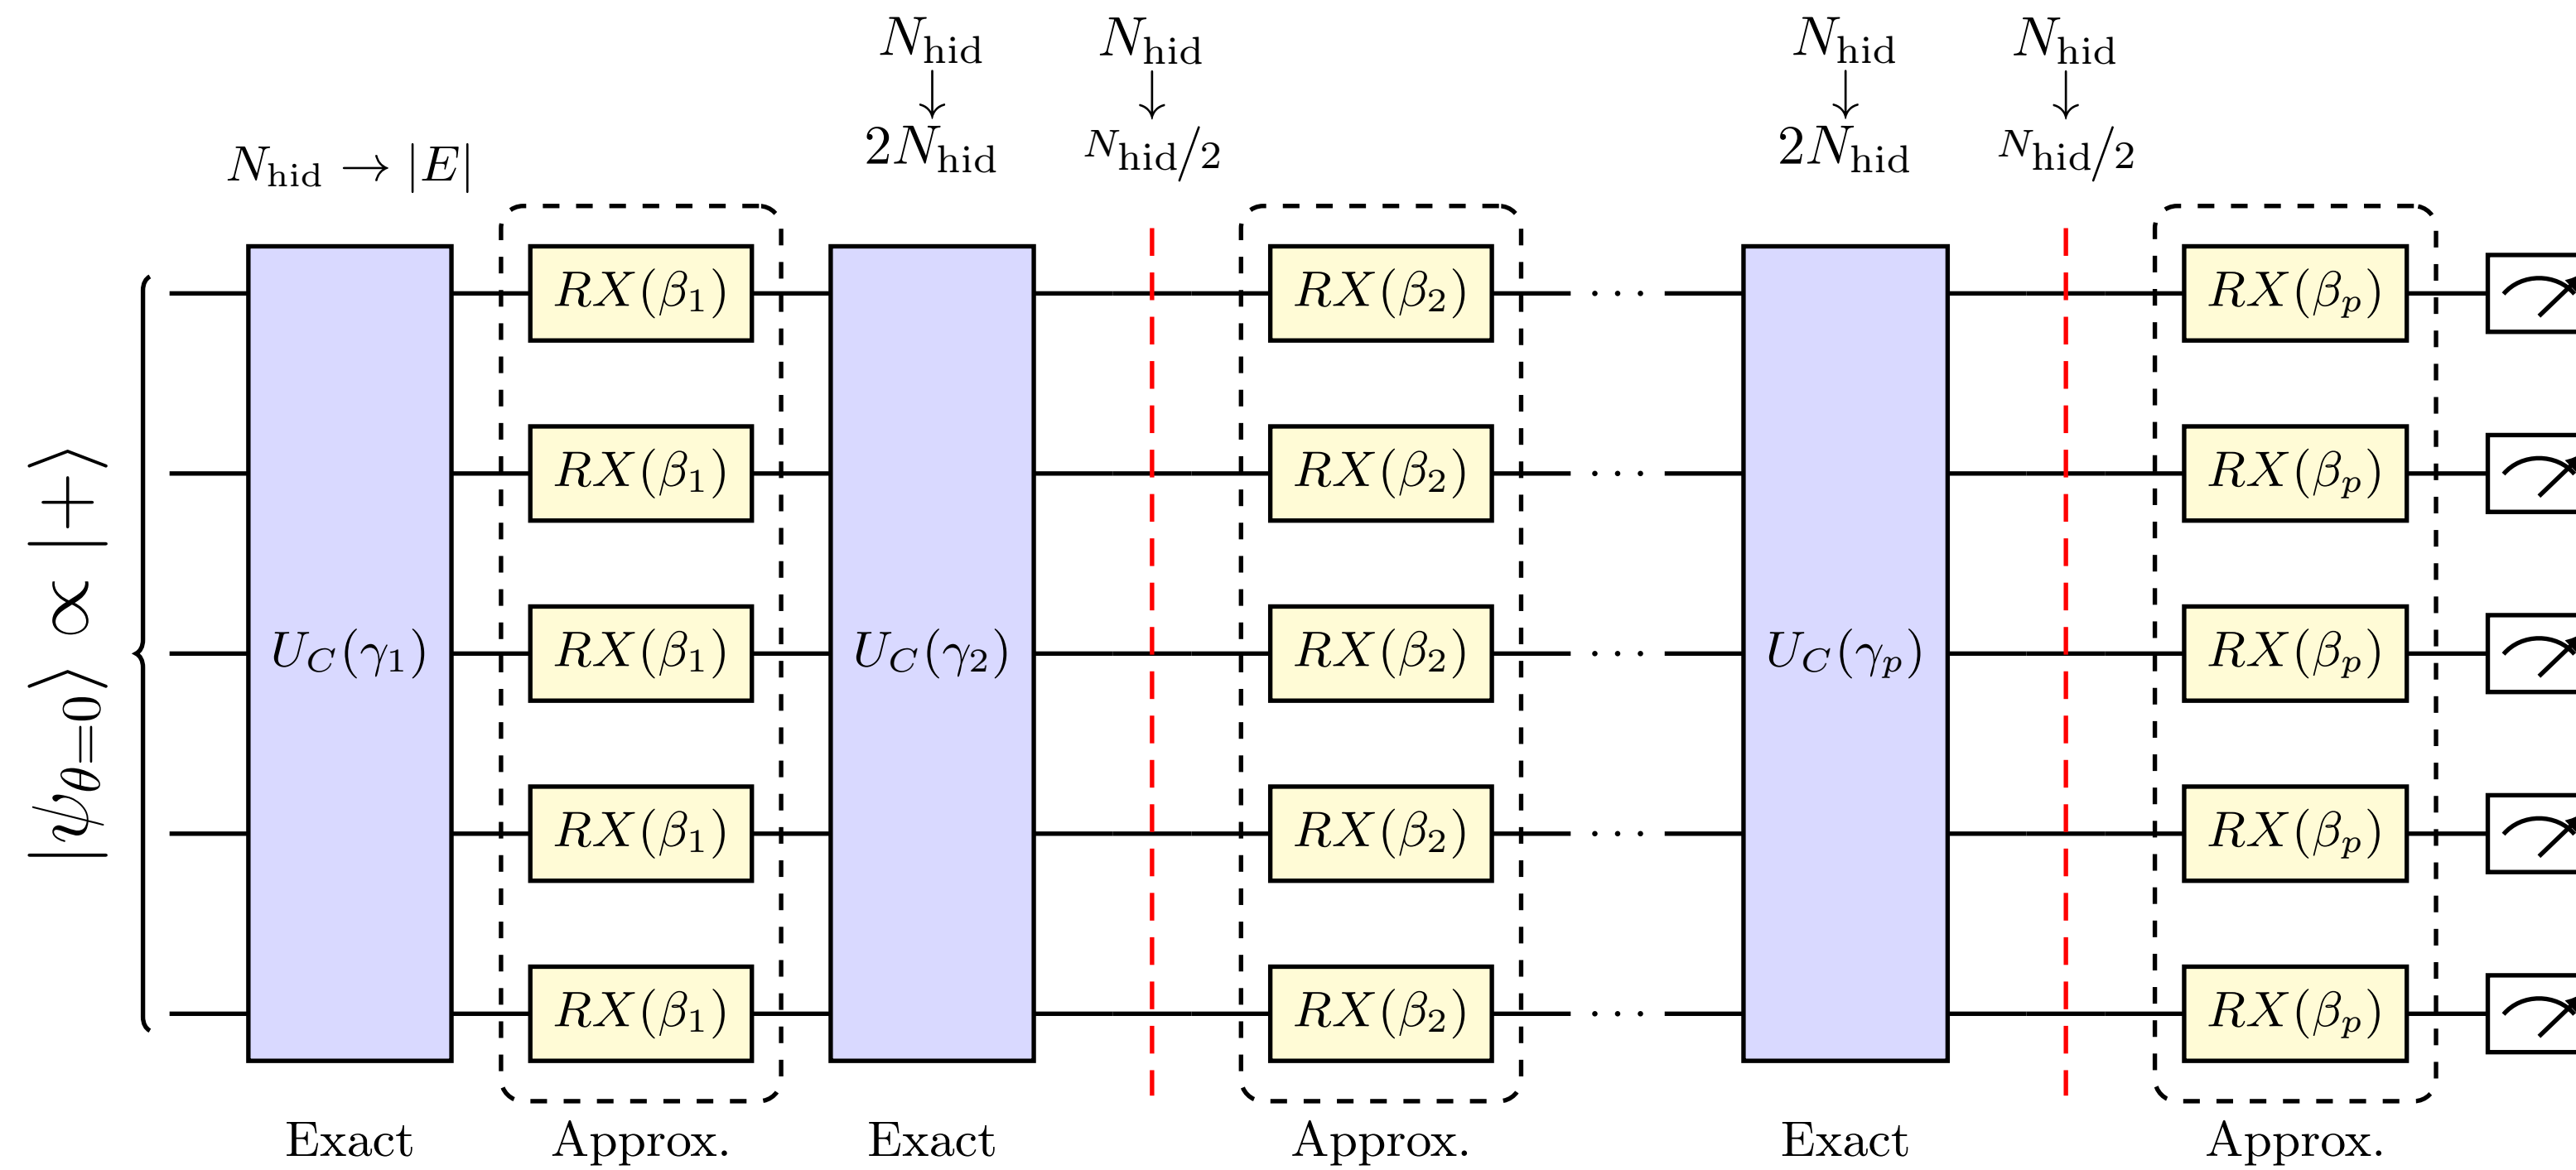 N_hid N_hid N_hid N_hid
↓ ↓ ↓ ↓
2N_hid N_hid/2 2N_hid N_hid/2
N_hid → |E|
|ψ_θ=0⟩ ∝ |+⟩
RX(β_1) RX(β_2) ··· RX(β_p)
RX(β_1) RX(β_2) ··· RX(β_p)
U_C(γ_1) RX(β_1) U_C(γ_2) RX(β_2) ··· U_C(γ_p) RX(β_p)
RX(β_1) RX(β_2) ··· RX(β_p)
RX(β_1) RX(β_2) ··· RX(β_p)
Exact Approx. Exact Approx. Exact Approx.